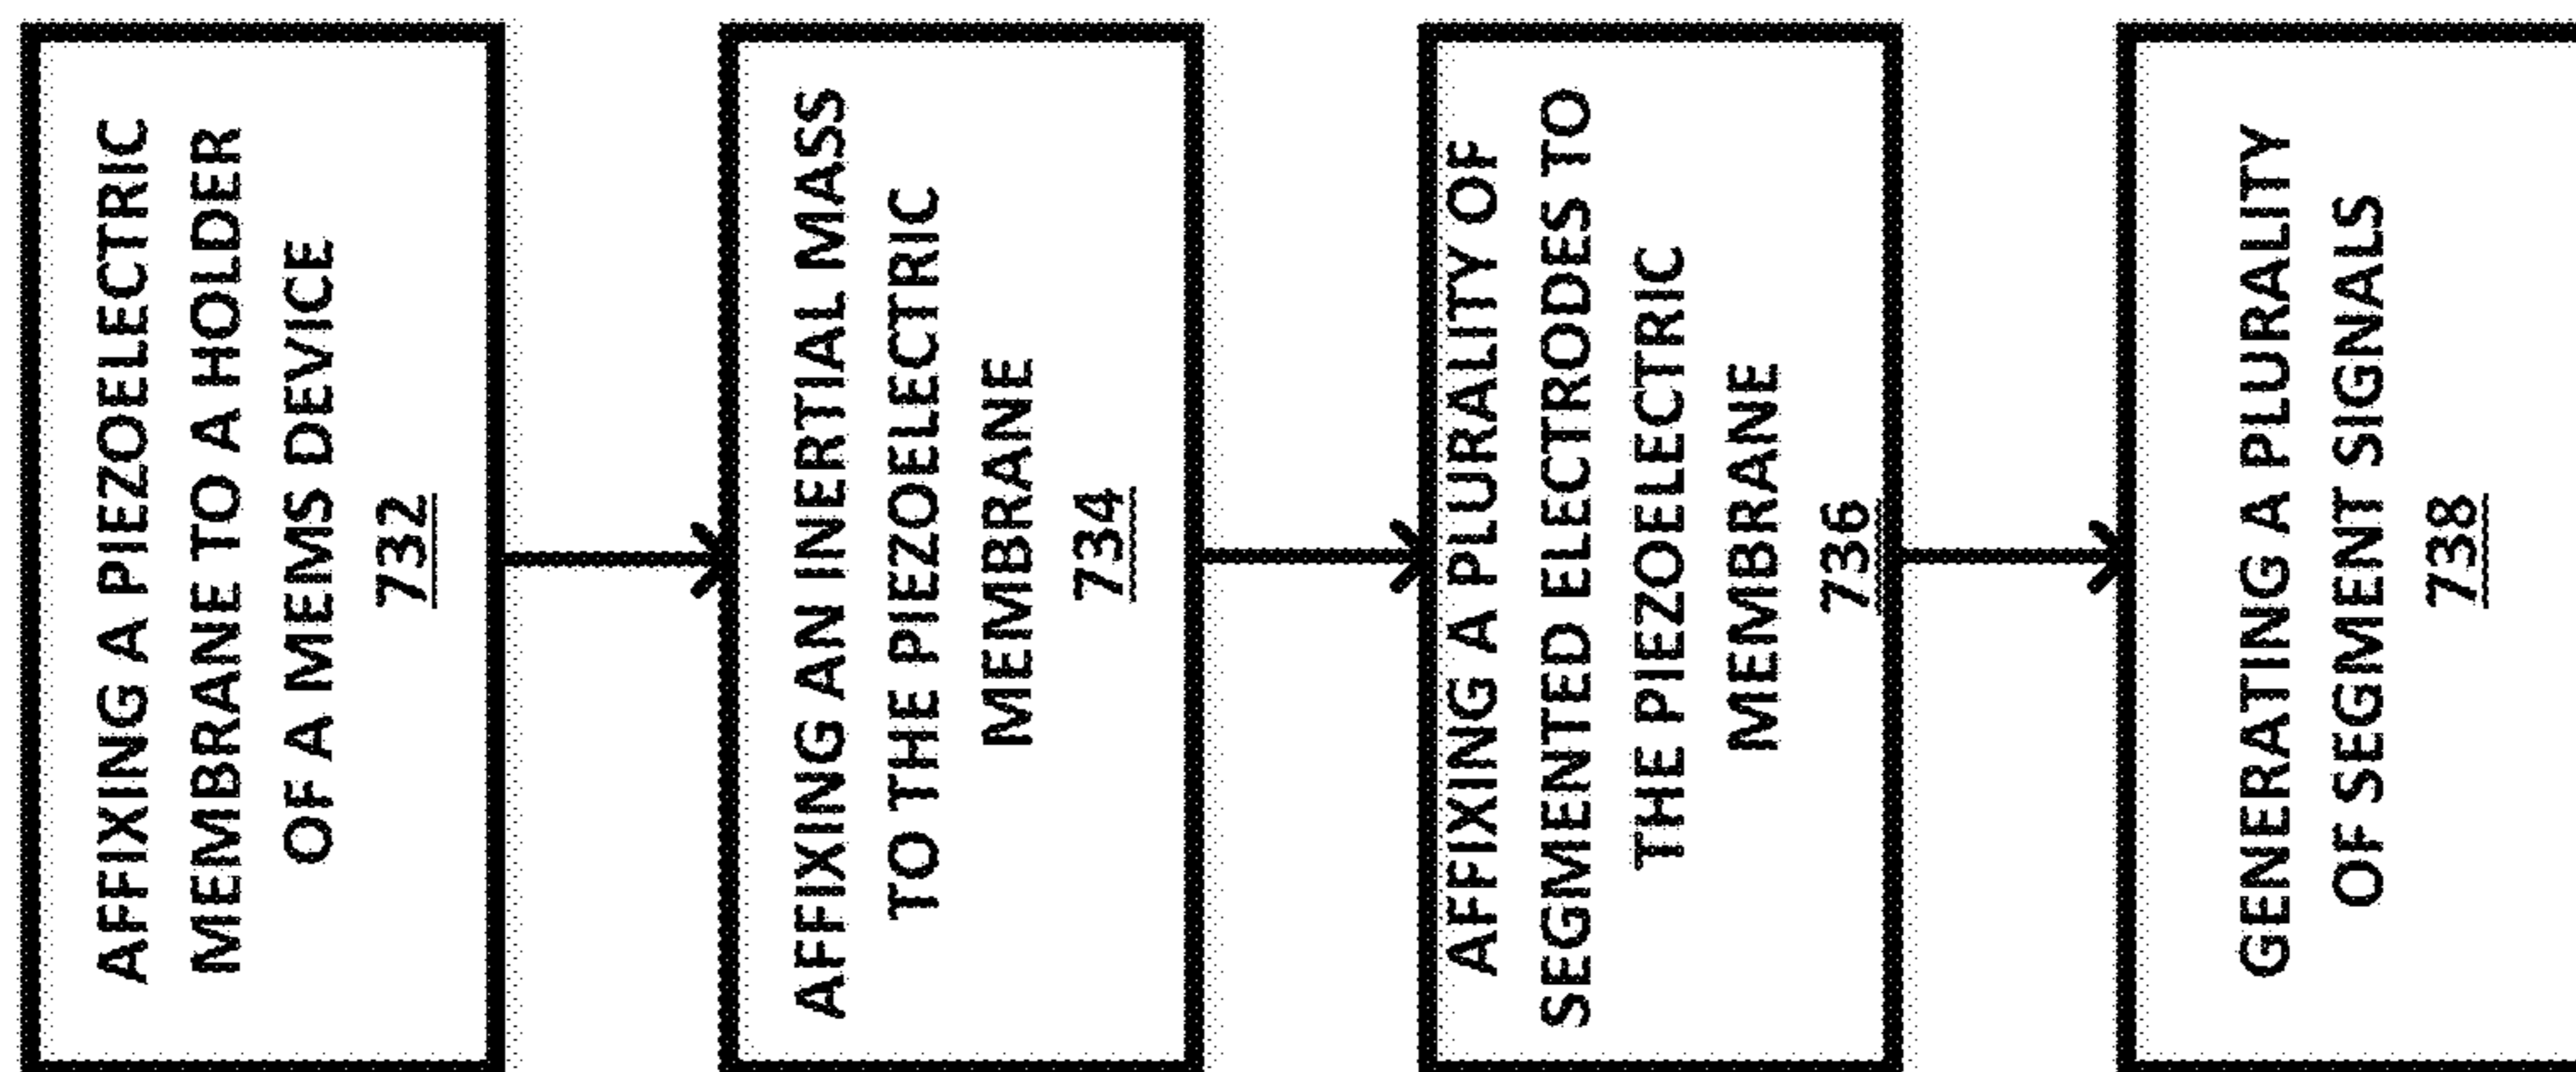 AFFIXING A PIEZOELECTRIC
MEMBRANE TO A HOLDER
OF A MEMS DEVICE
732
AFFIXING AN INERTIAL MASS
TO THE PIEZOELECTRIC
MEMBRANE
734
AFFIXING A PLURALITY OF
SEGMENTED ELECTRODES TO
THE PIEZOELECTRIC
MEMBRANE
736
GENERATING A PLURALITY
OF SEGMENT SIGNALS
738